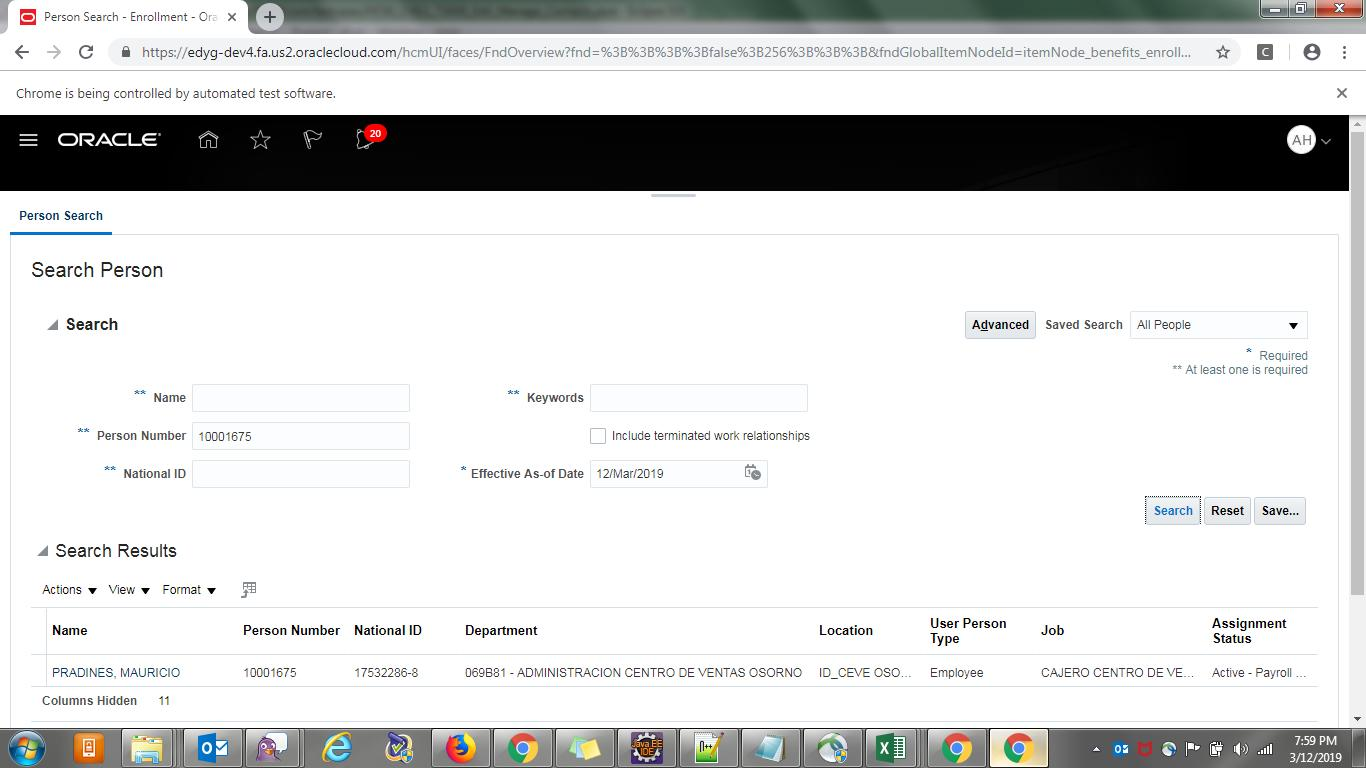 Person Search - Enrollment - Ora
https://edyg-dev4.fa.us2.oraclecloud.com/hcmUI/faces/FndOverview?fnd=%3B%3B%3B%3Bfalse%3B256%3B%3B%3B&fndGlobalItemNodeId=itemNode_benefits_enroll...
Chrome is being controlled by automated test software.
ORACLE
20
AH
Person Search
Search Person
Search
Advanced Saved Search All People
* Required
** At least one is required
** Name
** Keywords
** Person Number 10001675
Include terminated work relationships
** National ID
* Effective As-of Date 12/Mar/2019
Search Reset Save...
Search Results
Actions View Format
Name Person Number National ID Department Location User Person Type Job Assignment Status
PRADINES, MAURICIO 10001675 17532286-8 069B81 - ADMINISTRACION CENTRO DE VENTAS OSORNO ID_CEVE OSO... Employee CAJERO CENTRO DE VE... Active - Payroll ...
Columns Hidden 11
Java EE
IDE
7:59 PM
3/12/2019